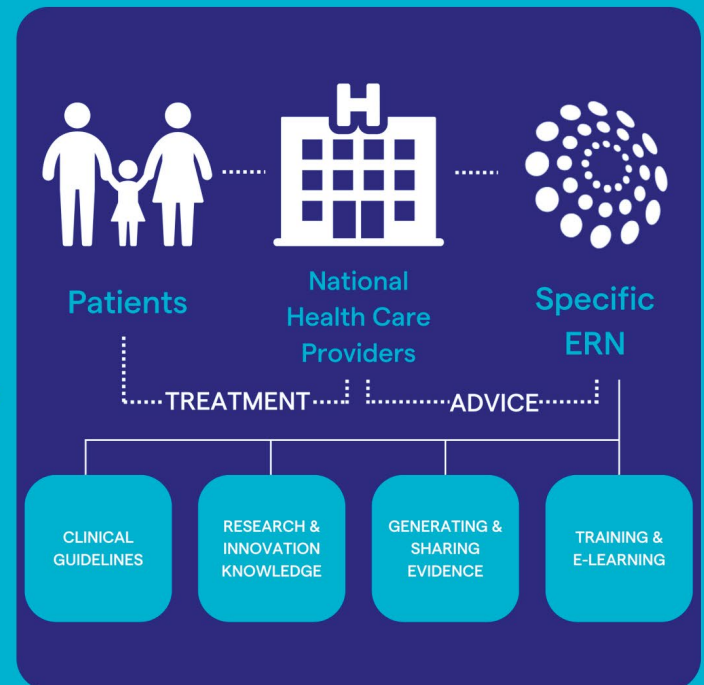 H
Patients
National
Health Care
Providers
Specific
ERN
TREATMENT
ADVICE
CLINICAL
GUIDELINES
RESEARCH &
INNOVATION
KNOWLEDGE
GENERATING &
SHARING
EVIDENCE
TRAINING &
E-LEARNING